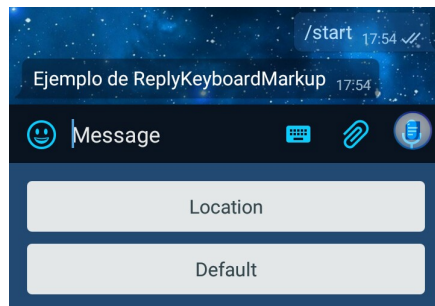 /start 17:54
Ejemplo de ReplyKeyboardMarkup 17:54
Message
Location
Default